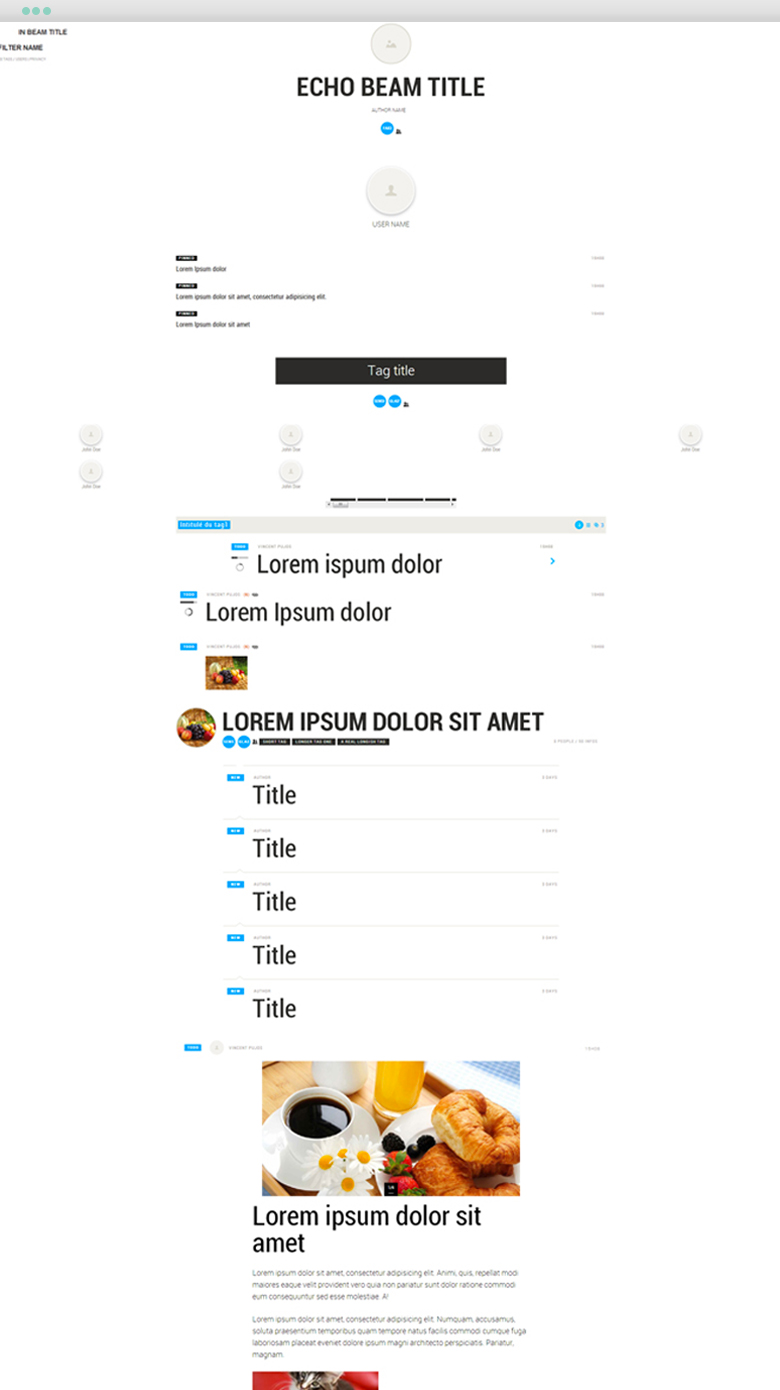 IN BEAM TITLE
FILTER NAME
ECHO BEAM TITLE
AUTHOR NAME
USER NAME
PINNED
Lorem Ipsum dolor
PINNED
Lorem ipsum dolor sit amet, consectetur adipisicing elit.
PINNED
Lorem Ipsum dolor sit amet
Tag title
John Doe John Doe John Doe John Doe
John Doe John Doe
Intitulé du tag1
VINCENT PUJOS
Lorem ispum dolor
VINCENT PUJOS
Lorem Ipsum dolor
VINCENT PUJOS
LOREM IPSUM DOLOR SIT AMET
SHORT TAG LONGER TAG ONE A REAL LONGISH TAG
NEW AUTHOR 3 DAYS
Title
NEW AUTHOR 3 DAYS
Title
NEW AUTHOR 3 DAYS
Title
NEW AUTHOR 3 DAYS
Title
NEW AUTHOR 3 DAYS
Title
VINCENT PUJOS
Lorem ipsum dolor sit
amet
Lorem ipsum dolor sit amet, consectetur adipisicing elit. Animi, quis, repellat modi
maiores eaque velit provident vero quia non pariatur sunt dolor ratione commodi
eum consequuntur sed esse molestiae. A!
Lorem ipsum dolor sit amet, consectetur adipisicing elit. Numquam, accusamus,
soluta praesentium temporibus quam tempore natus facilis commodi cumque fuga
laboriosam placeat eveniet dolore ipsum magni architecto perspiciatis. Pariatur,
magnam.